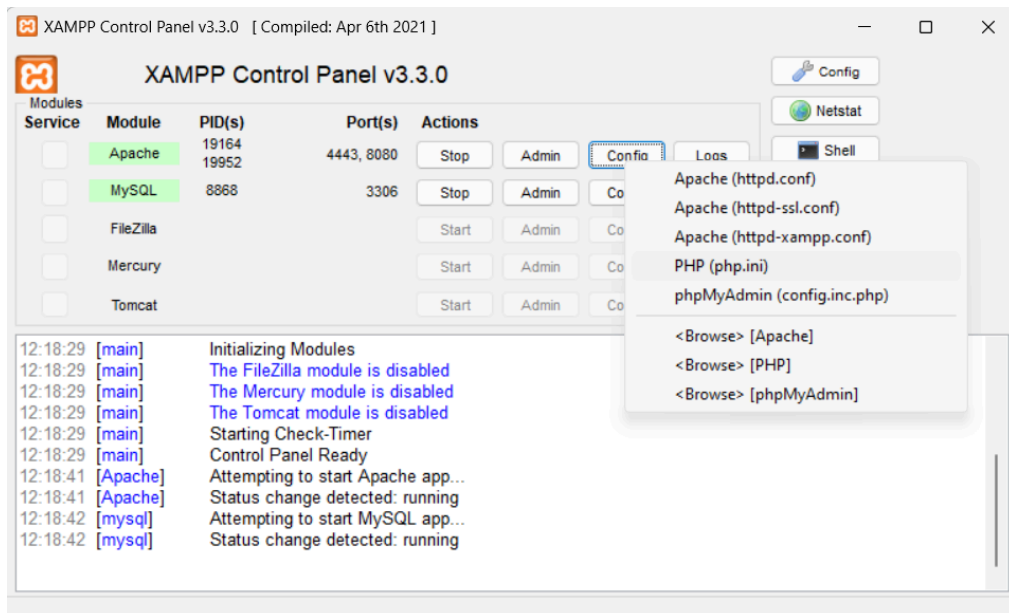 XAMPP Control Panel v3.3.0 [ Compiled: Apr 6th 2021 ]
XAMPP Control Panel v3.3.0
Config
Netstat
Shell
Modules
Service Module PID(s) Port(s) Actions
Apache 19164 19952 4443, 8080 Stop Admin Config Logs
MySQL 8868 3306 Stop Admin Co
FileZilla Start Admin Co
Mercury Start Admin Co
Tomcat Start Admin Co
Apache (httpd.conf)
Apache (httpd-ssl.conf)
Apache (httpd-xampp.conf)
PHP (php.ini)
phpMyAdmin (config.inc.php)
<Browse> [Apache]
<Browse> [PHP]
<Browse> [phpMyAdmin]
12:18:29 [main] Initializing Modules
12:18:29 [main] The FileZilla module is disabled
12:18:29 [main] The Mercury module is disabled
12:18:29 [main] The Tomcat module is disabled
12:18:29 [main] Starting Check-Timer
12:18:29 [main] Control Panel Ready
12:18:41 [Apache] Attempting to start Apache app...
12:18:41 [Apache] Status change detected: running
12:18:42 [mysql] Attempting to start MySQL app...
12:18:42 [mysql] Status change detected: running